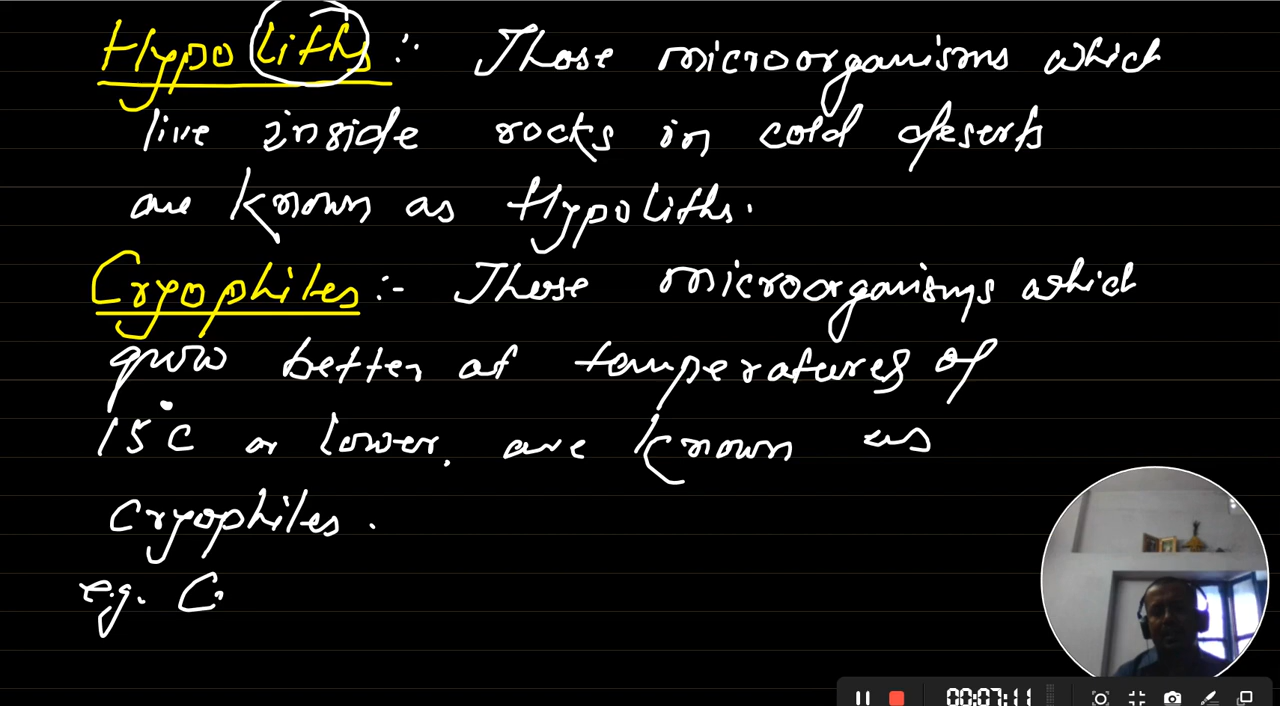 Hypoliths :- Those microorganisms which
live inside rocks in cold deserts
are known as Hypoliths.
Cryophiles :- These microorganisms which
grow better at temperatures of
15°C or lower, are known as
Cryophiles.
e.g. C
00:07:11